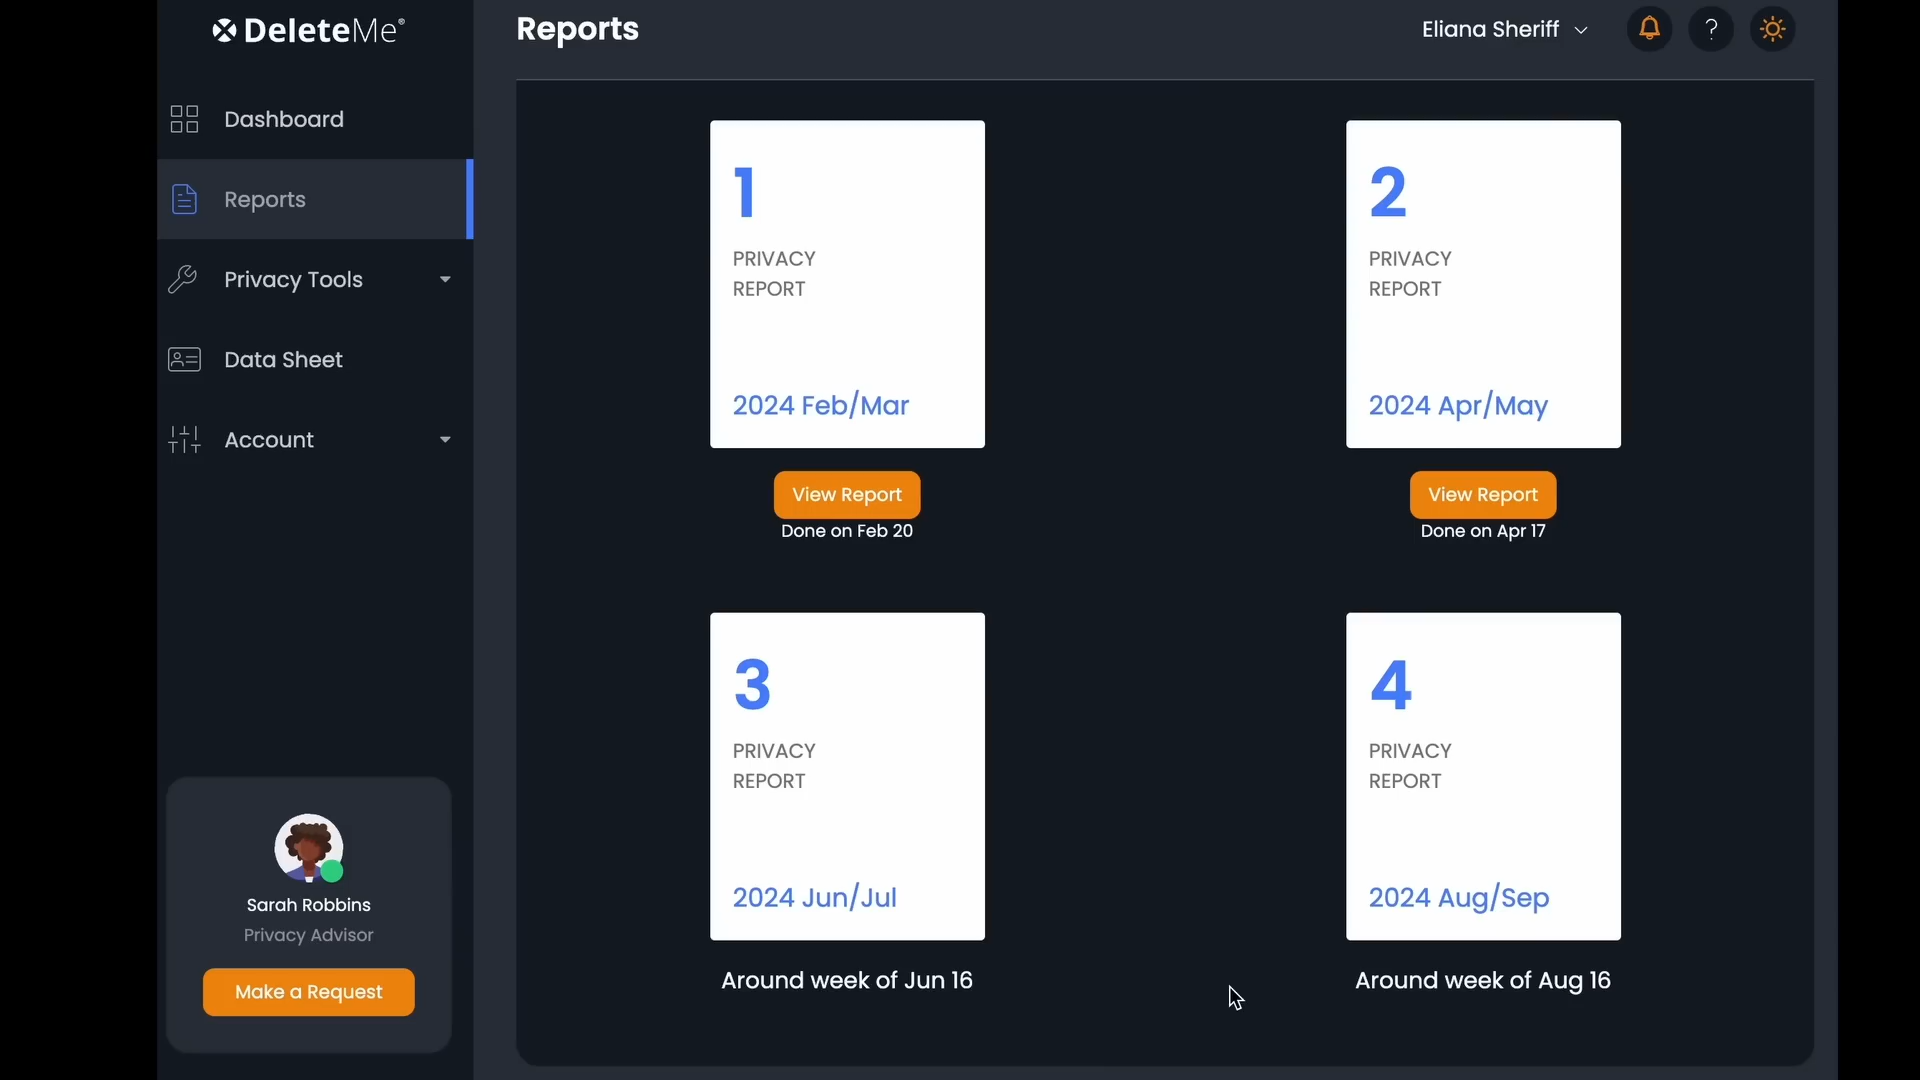 DeleteMe®
Reports
Eliana Sheriff
?
Dashboard
Reports
Privacy Tools
Data Sheet
Account
1
PRIVACY
REPORT
2024 Feb/Mar
View Report
Done on Feb 20
2
PRIVACY
REPORT
2024 Apr/May
View Report
Done on Apr 17
3
PRIVACY
REPORT
2024 Jun/Jul
Around week of Jun 16
4
PRIVACY
REPORT
2024 Aug/Sep
Around week of Aug 16
Sarah Robbins
Privacy Advisor
Make a Request